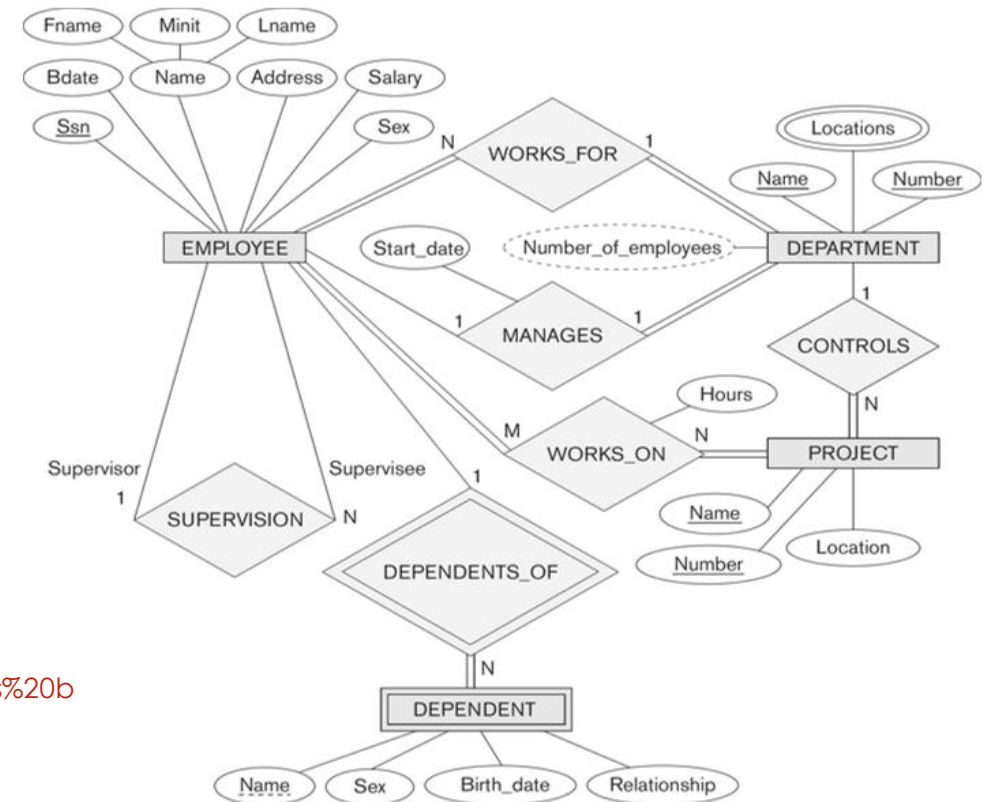 Fname Minit Lname
Bdate Name Address Salary
Ssn Sex
N WORKS_FOR 1
Locations
Name Number
EMPLOYEE Start_date Number_of_employees DEPARTMENT
1 MANAGES 1
1
CONTROLS
N
Hours
M WORKS_ON N
PROJECT
Supervisor Supervisee
1 SUPERVISION N
1
Name
Number Location
DEPENDENTS_OF
N
s%20b
DEPENDENT
Name Sex Birth_date Relationship